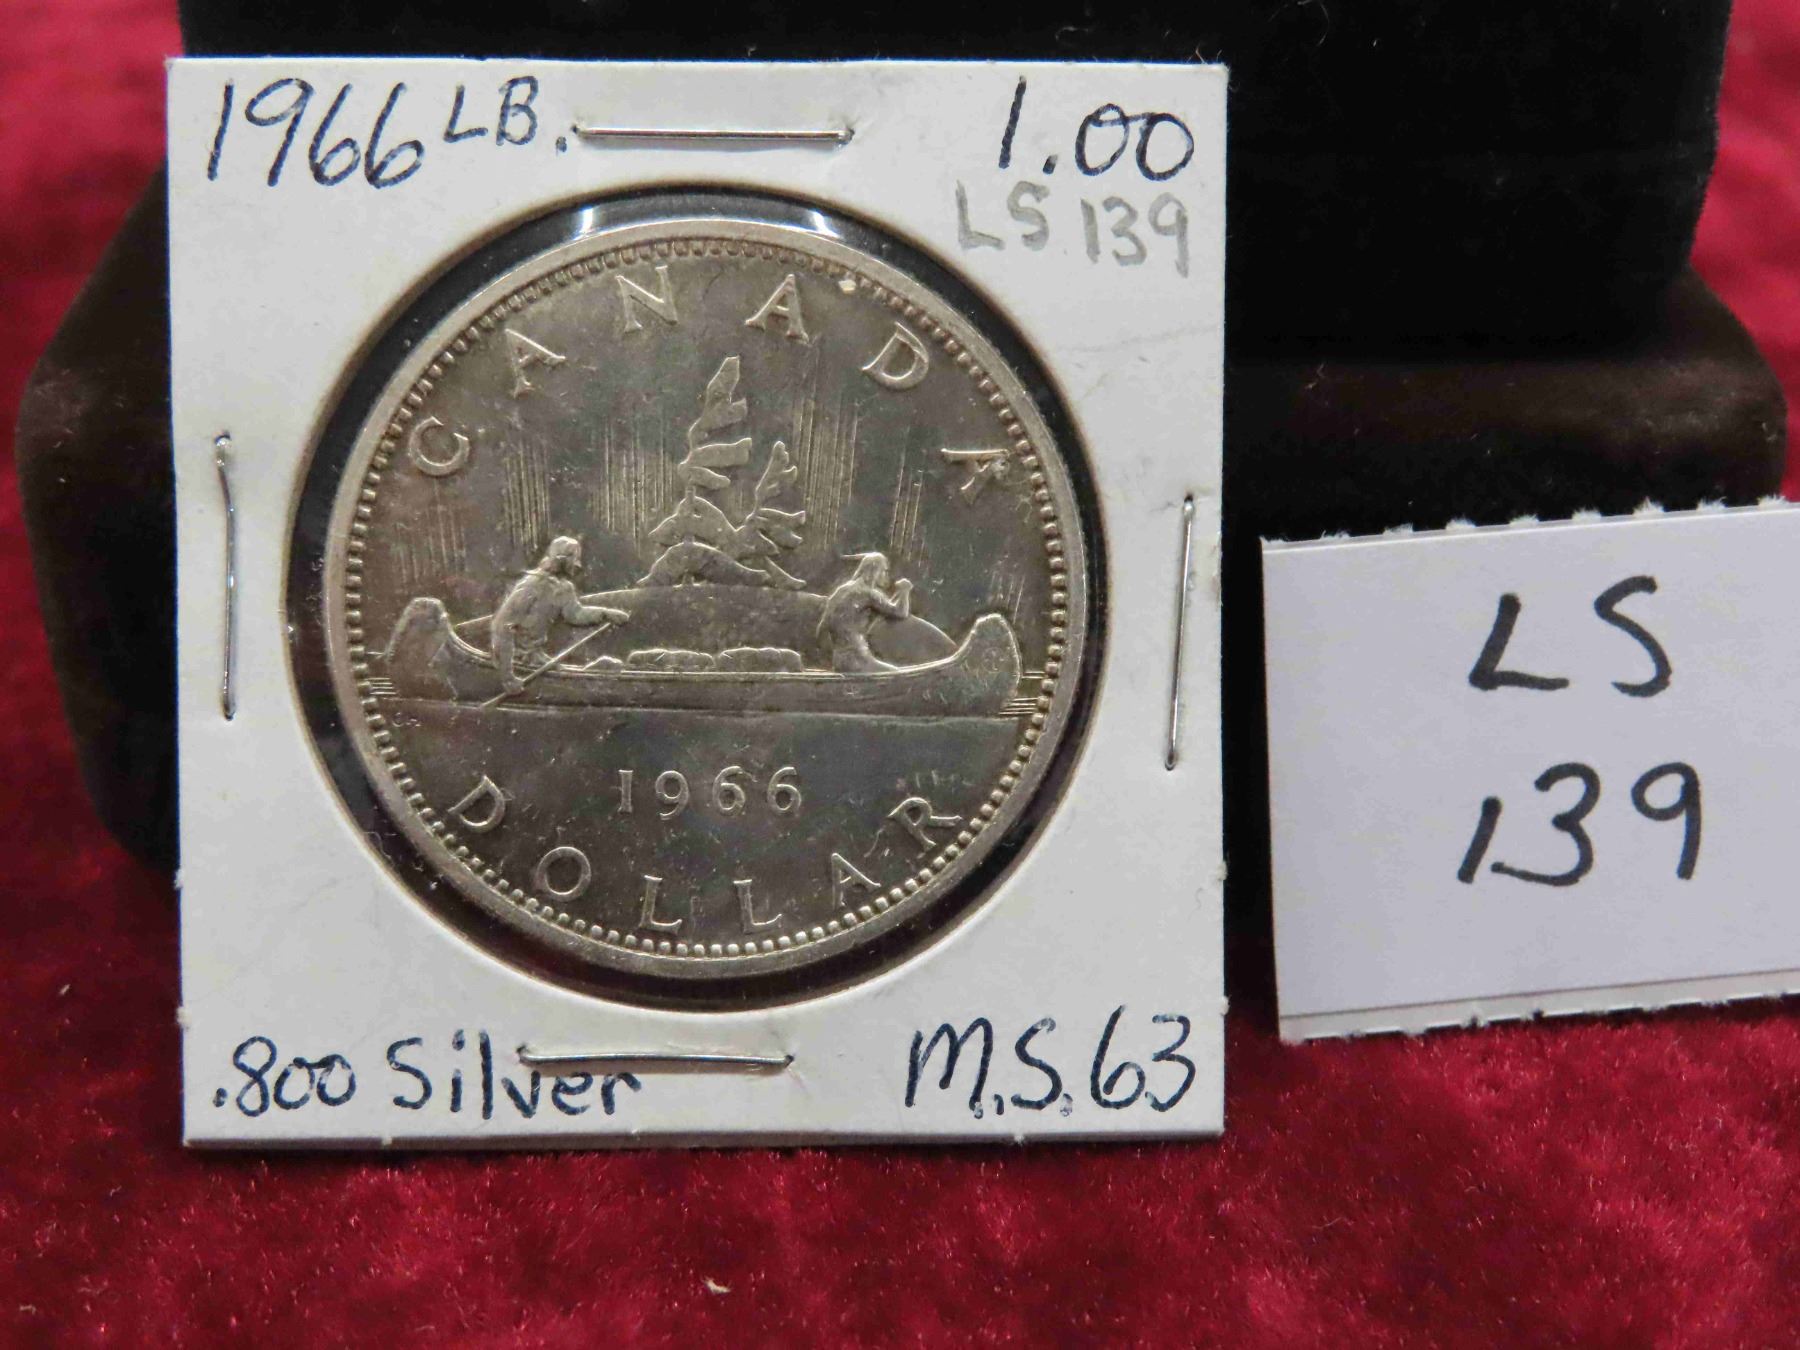 1966 LB. 1.00
LS 139
CANADA
1966
DOLLAR
.800 Silver M.S. 63
LS
139